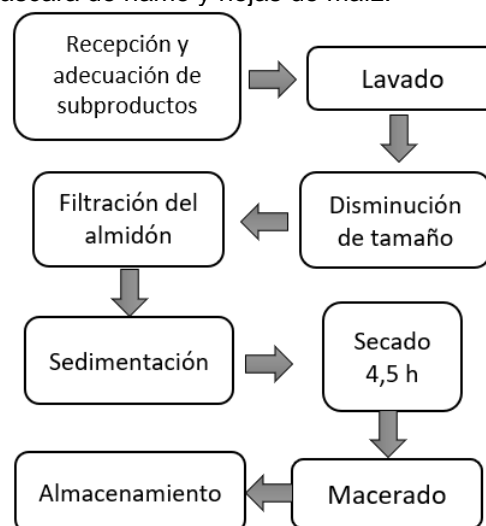 de ñame y hojas de maíz.
Recepción y
adecuación de
subproductos
Lavado
Disminución
de tamaño
Filtración del
almidón
Sedimentación
Secado
4,5 h
Macerado
Almacenamiento